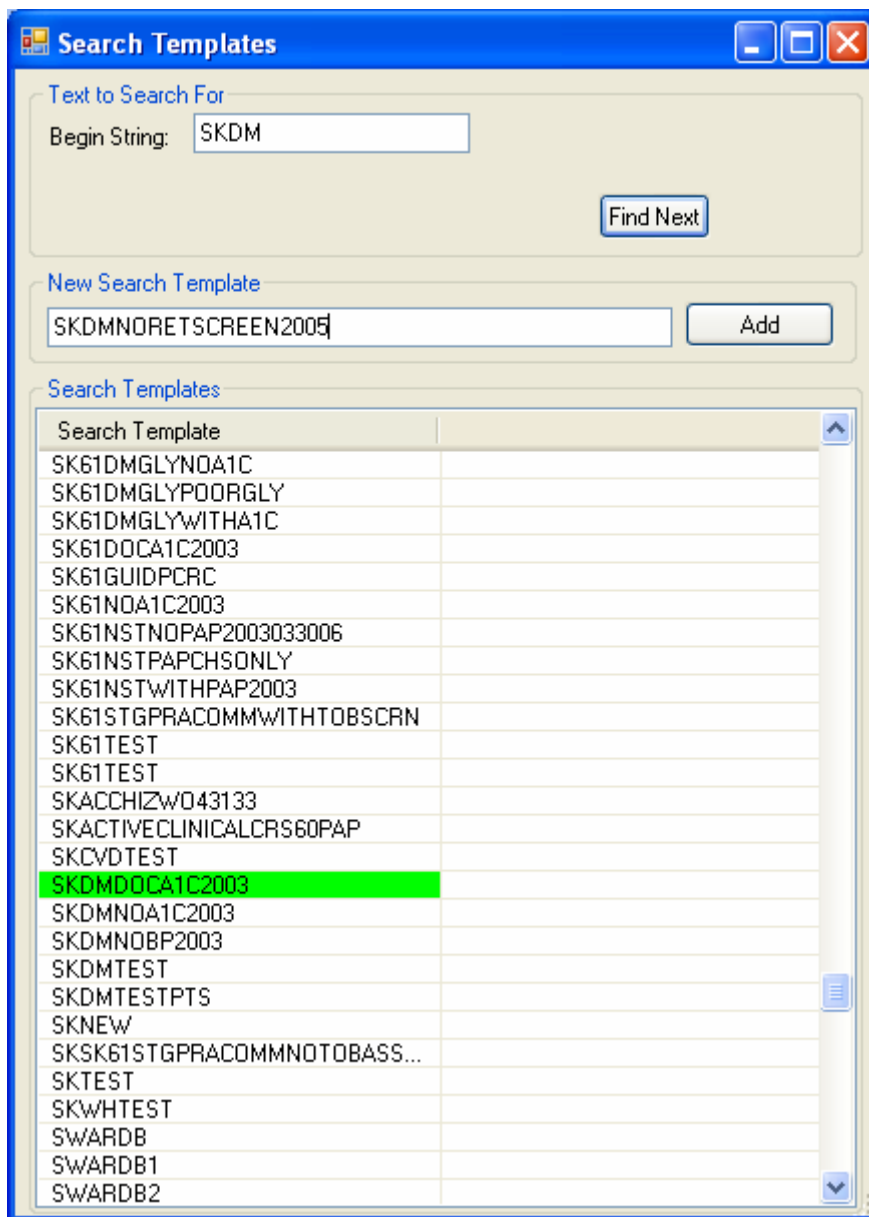 Search Templates
Text to Search For
Begin String: SKDM
Find Next
New Search Template
SKDMNORETSCREEN2005 Add
Search Templates
Search Template
SK61DMGLYNOA1C
SK61DMGLYPOORGLY
SK61DMGLYWITHA1C
SK61DOCA1C2003
SK61GUIDPCRC
SK61NOA1C2003
SK61NSTNOPAP2003033006
SK61NSTPAPCHSONLY
SK61NSTWITHPAP2003
SK61STGPRACOMMWITHTOBSCRN
SK61TEST
SK61TEST
SKACCHIZWO43133
SKACTIVECLINICALCRS60PAP
SKCVDTEST
SKDMDOCA1C2003
SKDMNOA1C2003
SKDMNOBP2003
SKDMTEST
SKDMTESTPTS
SKNEW
SKSK61STGPRACOMMNOTOBASS...
SKTEST
SKWHTEST
SWARDB
SWARDB1
SWARDB2